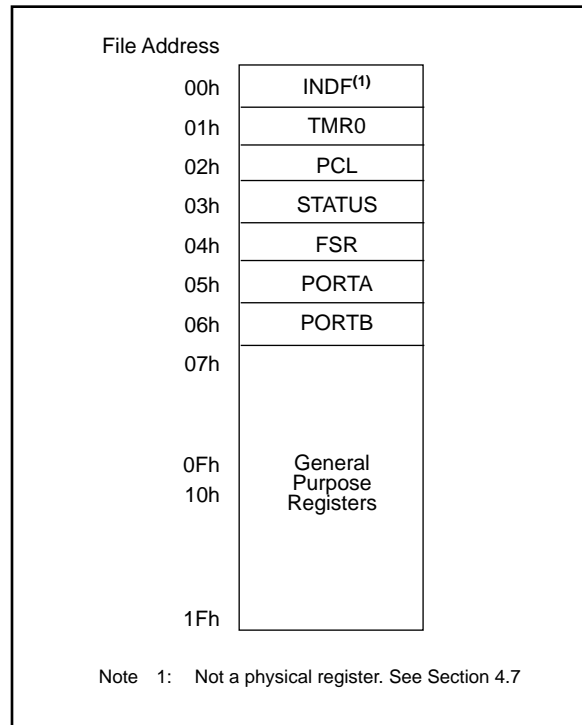 File Address
00h INDF(1)
01h TMR0
02h PCL
03h STATUS
04h FSR
05h PORTA
06h PORTB
07h
0Fh General
Purpose
10h Registers
1Fh
Note 1: Not a physical register. See Section 4.7